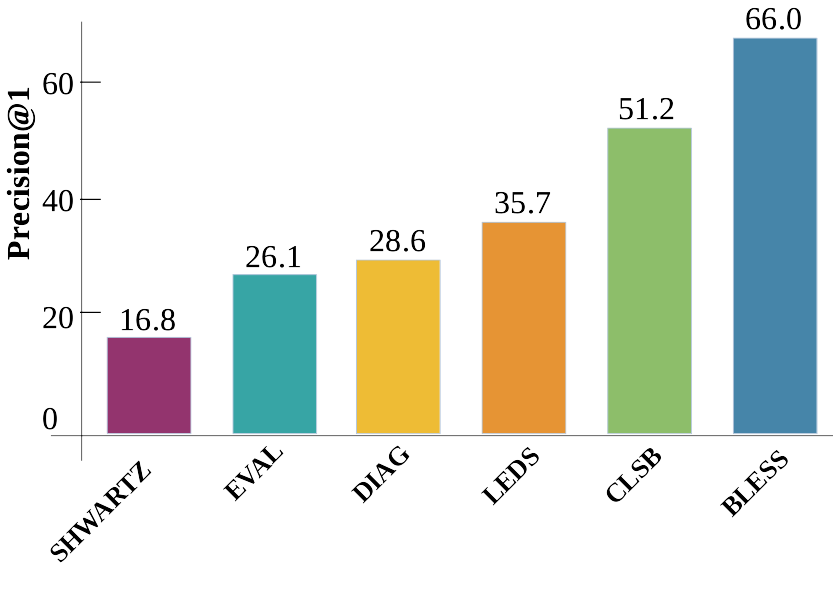 Precision@1
60
40
20
0
16.8
26.1
28.6
35.7
51.2
66.0
SHWARTZ
EVAL
DIAG
LEDS
CLSB
BLESS